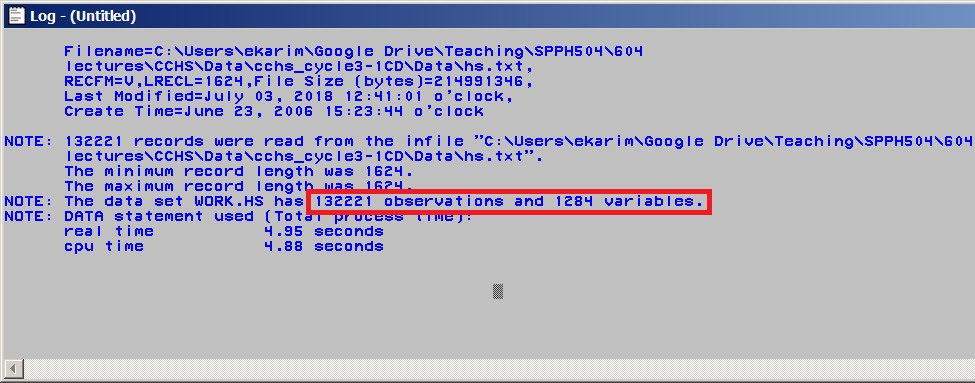 Log - (Untitled)
Filename=C:\Users\ekarim\Google Drive\Teaching\SPPH504\604
lectures\CCHS\Data\cchs_cycle3-1CD\Data\hs.txt,
RECFM=V,LRECL=1624,File Size (bytes)=214991346,
Last Modified=July 03, 2018 12:41:01 o'clock,
Create Time=June 23, 2006 15:23:44 o'clock
NOTE: 132221 records were read from the infile "C:\Users\ekarim\Google Drive\Teaching\SPPH504\604
lectures\CCHS\Data\cchs_cycle3-1CD\Data\hs.txt".
The minimum record length was 1624.
The maximum record length was 1624.
NOTE: The data set WORK.HS has 132221 observations and 1284 variables.
NOTE: DATA statement used (Total process time):
real time 4.95 seconds
cpu time 4.88 seconds